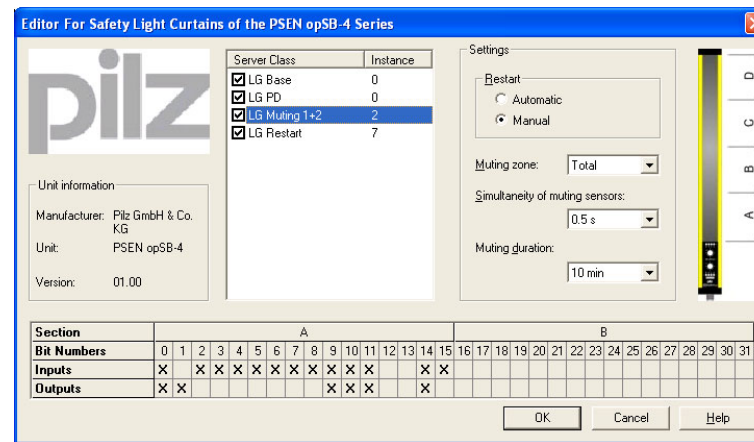 Editor For Safety Light Curtains of the PSEN opSB-4 Series
pilz
Server Class Instance
LG Base 0
LG PD 0
LG Muting 1+2 2
LG Restart 7
Settings
Restart
Automatic
Manual
Muting zone: Total
Simultaneity of muting sensors:
0.5 s
Muting duration:
10 min
D
C
B
A
Unit information
Manufacturer: Pilz GmbH & Co.
KG
Unit: PSEN opSB-4
Version: 01.00
Section A B
Bit Numbers 0 1 2 3 4 5 6 7 8 9 10 11 12 13 14 15 16 17 18 19 20 21 22 23 24 25 26 27 28 29 30 31
Inputs X X X X X X X X X X X X X
Outputs X X X X X X
OK Cancel Help